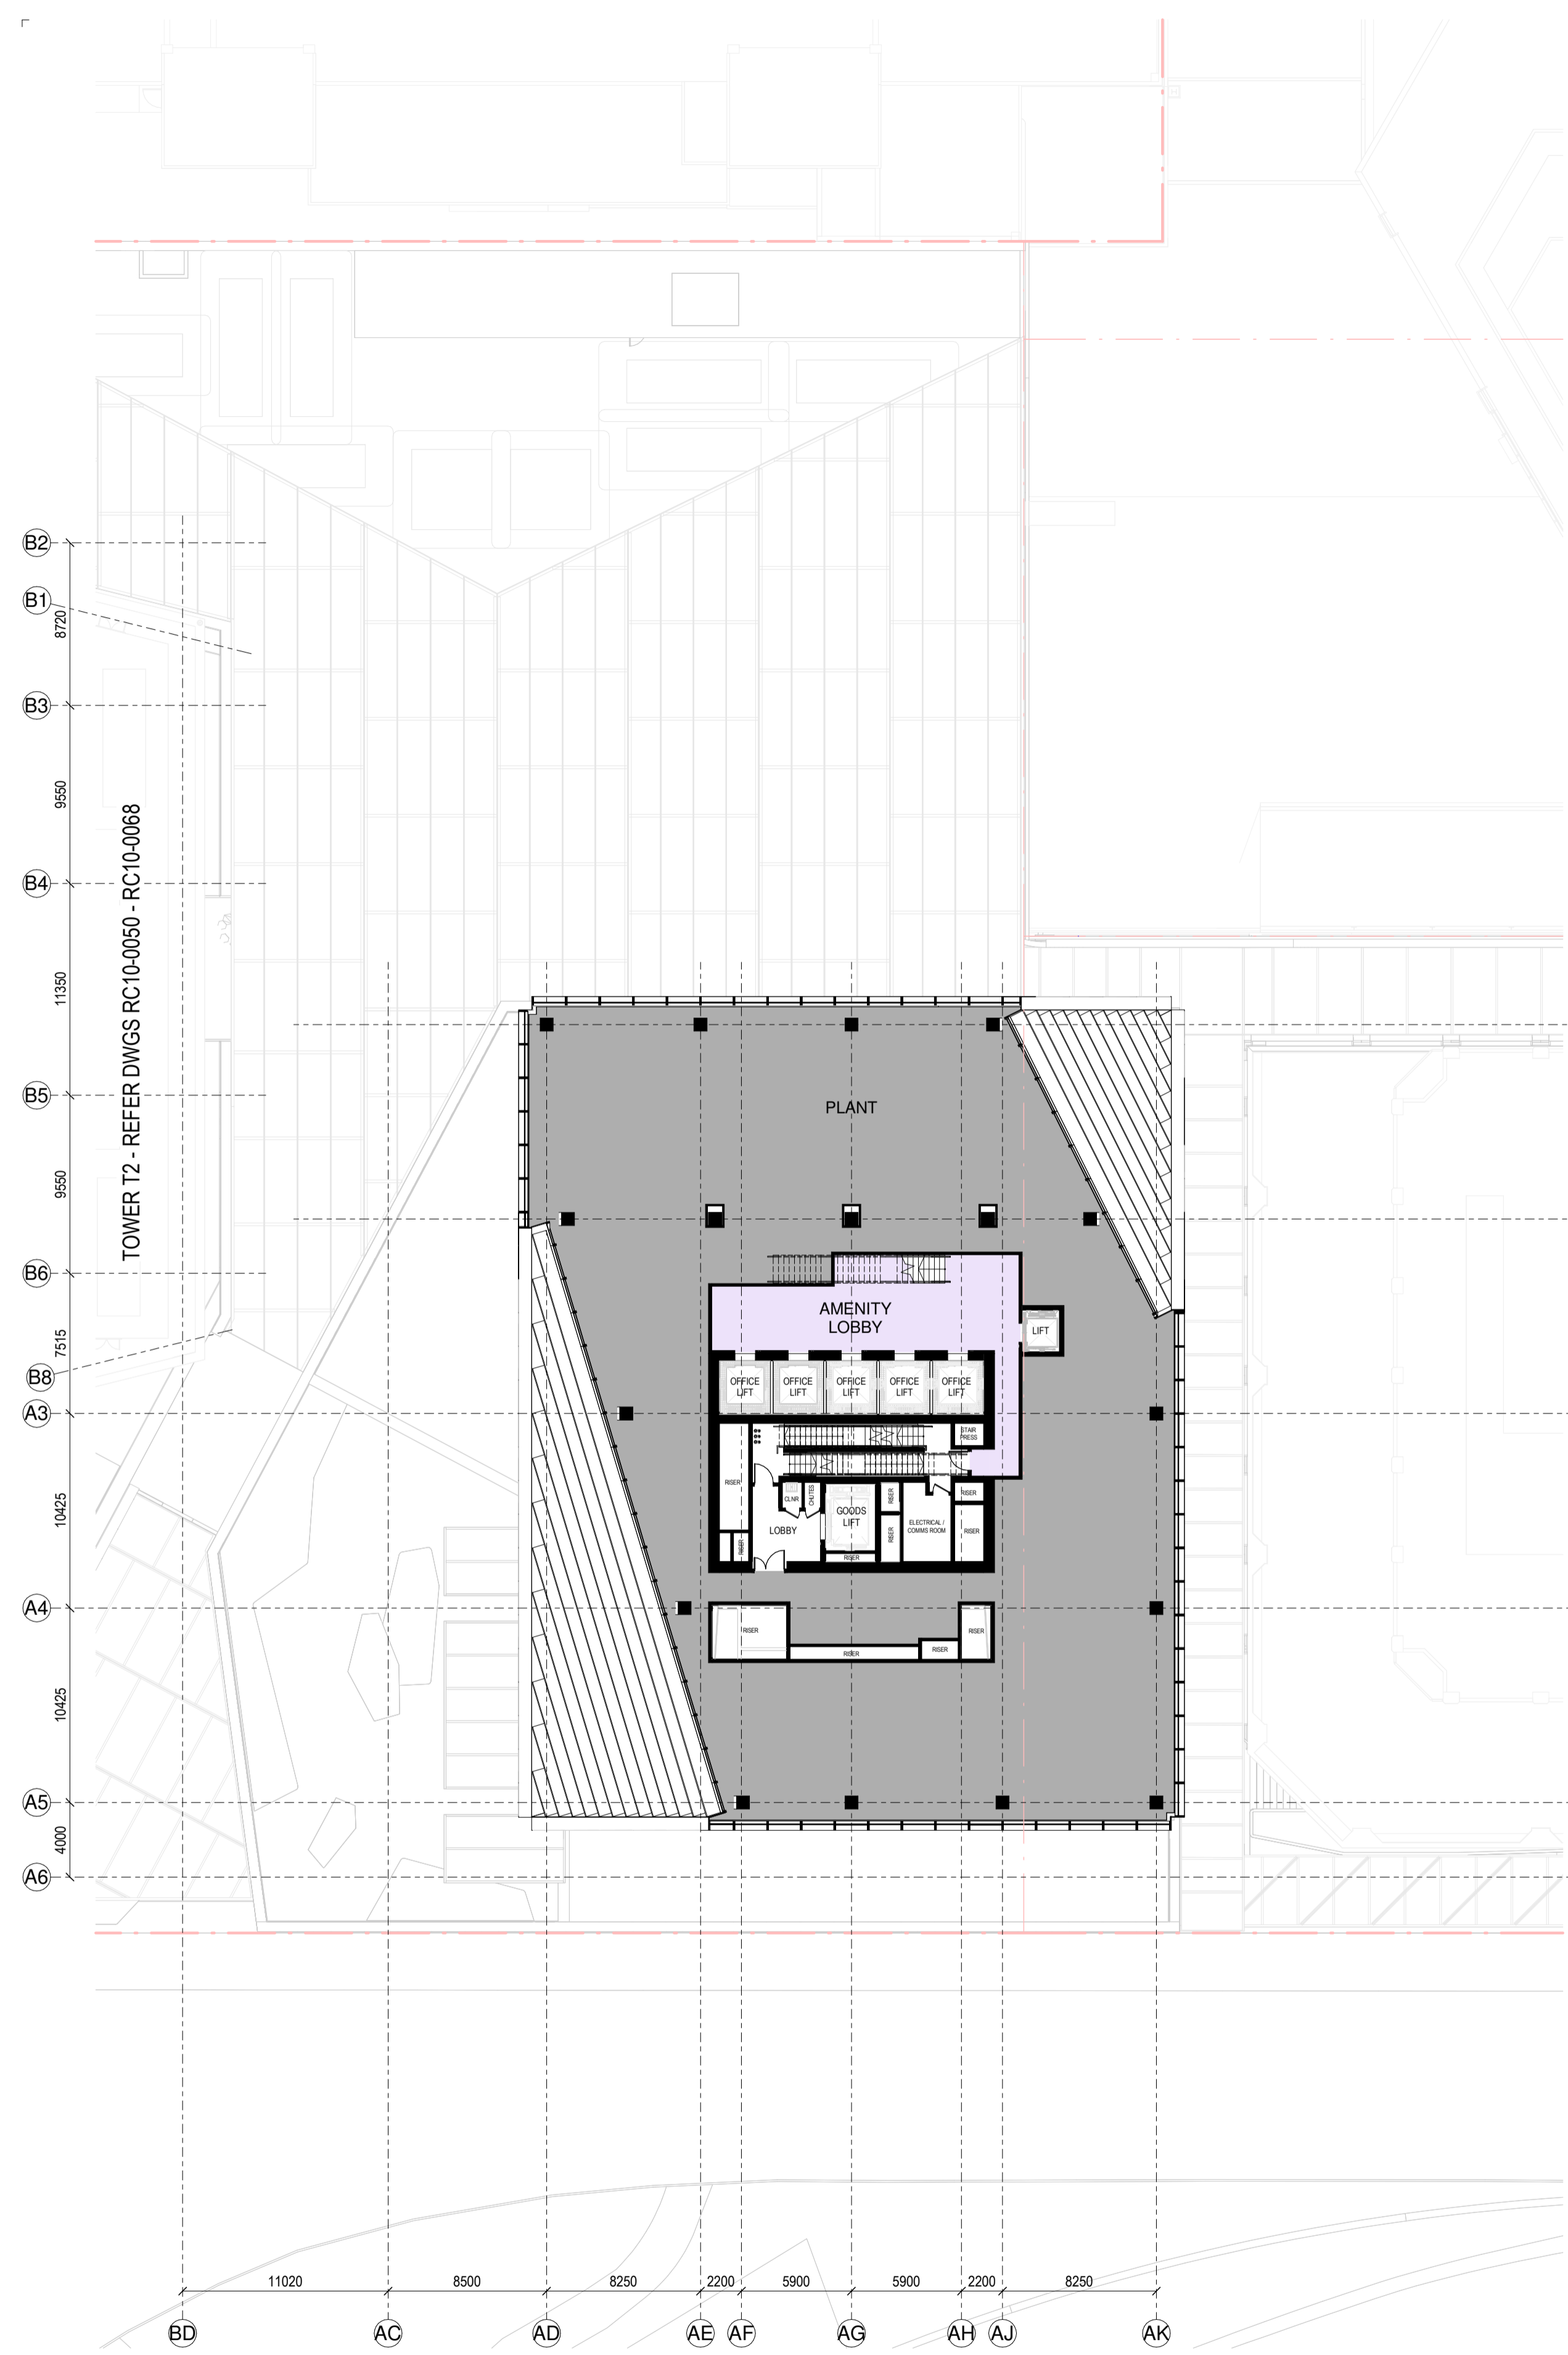 B2
B1
8720
B3
9550
TOWER T2 - REFER DWGS RC10-0050 - RC10-0068
B4
11350
B5
9550
B6
7515
B8
A3
10425
A4
10425
A5
4000
A6
PLANT
AMENITY
LOBBY
LIFT
OFFICE
LIFT
OFFICE
LIFT
OFFICE
LIFT
OFFICE
LIFT
OFFICE
LIFT
STAIR
PRESS
RISER
CLNR
CHUTES
GOODS
LIFT
RISER
RISER
ELECTRICAL /
COMMS ROOM
RISER
RISER
LOBBY
RISER
RISER
RISER
RISER
RISER
RISER
11020
8500
8250
2200
5900
5900
2200
8250
BD
AC
AD
AE
AF
AG
AH
AJ
AK